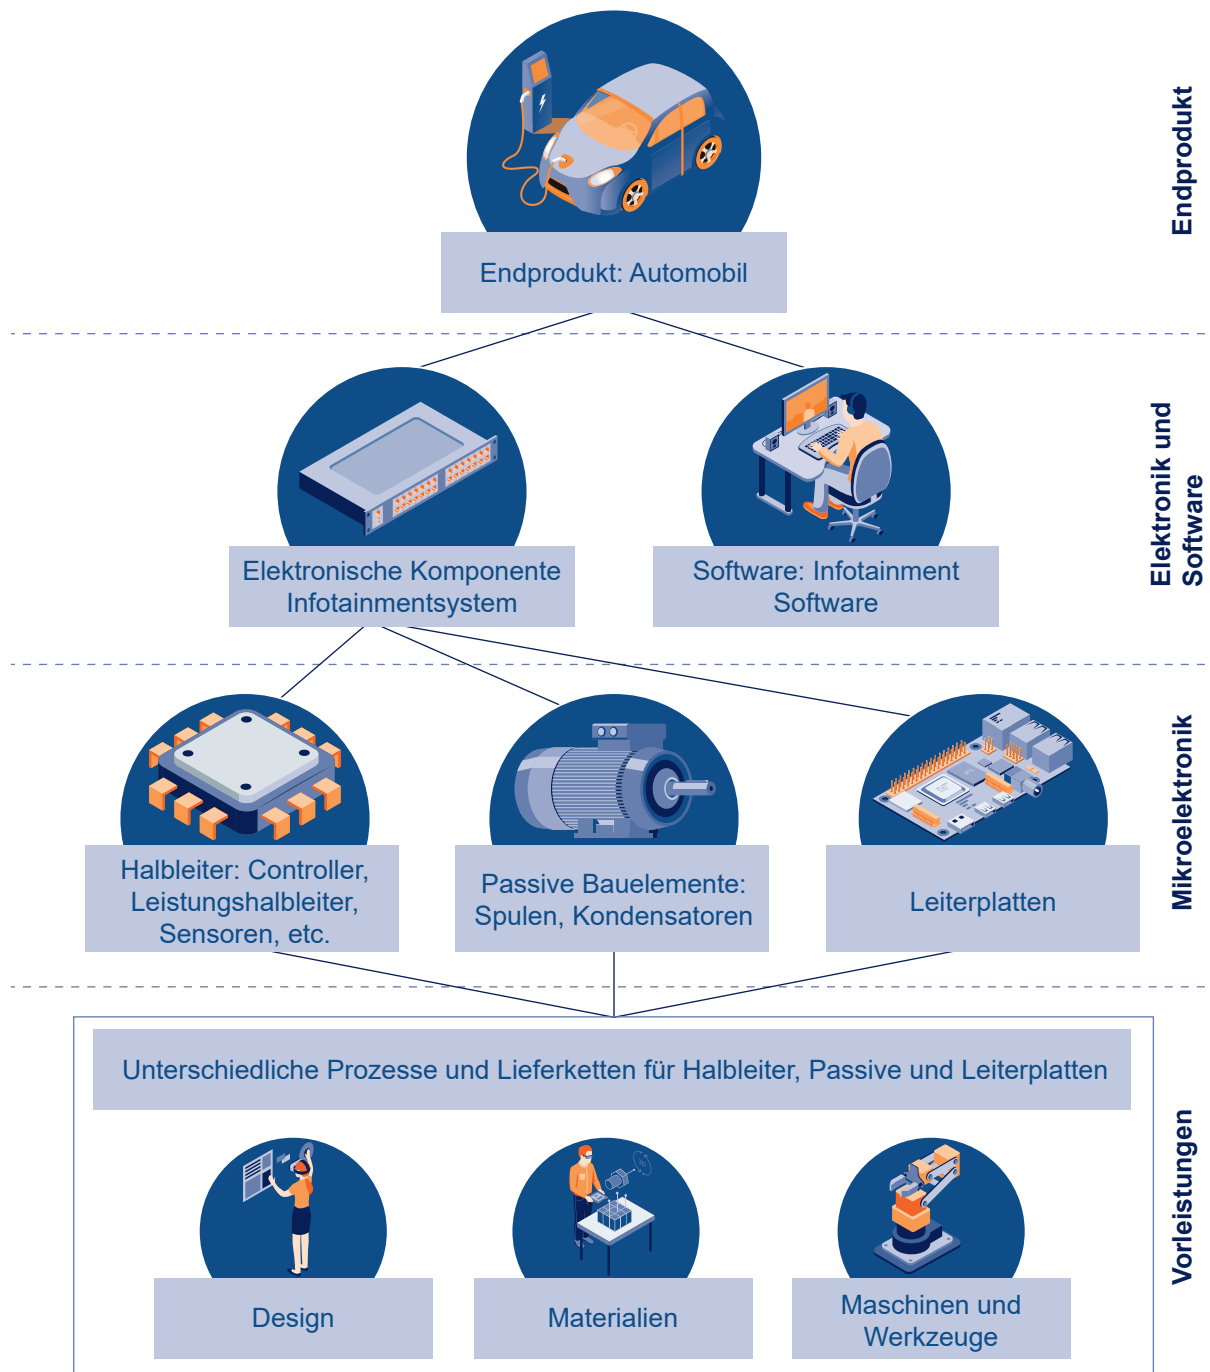 Endprodukt
Endprodukt: Automobil
Elektronik und
Software
Elektronische Komponente
Infotainmentsystem
Software: Infotainment
Software
Mikroelektronik
Halbleiter: Controller,
Leistungshalbleiter,
Sensoren, etc.
Passive Bauelemente:
Spulen, Kondensatoren
Leiterplatten
Vorleistungen
Unterschiedliche Prozesse und Lieferketten für Halbleiter, Passive und Leiterplatten
Design
Materialien
Maschinen und
Werkzeuge